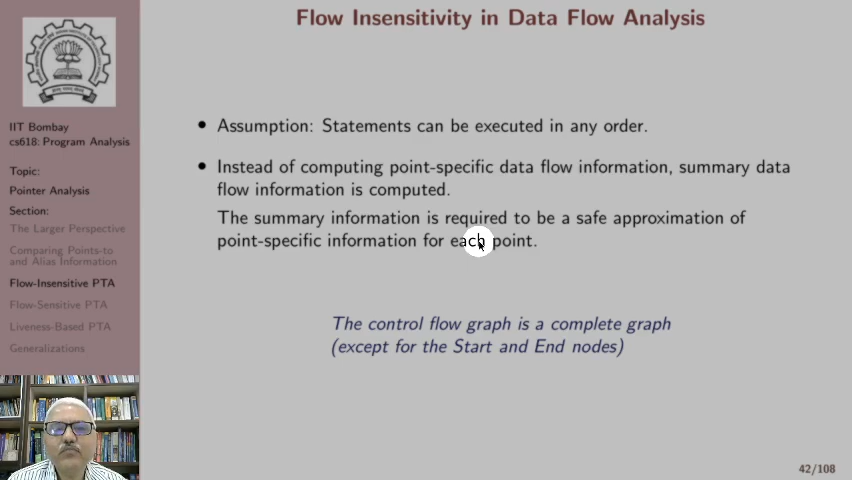 Flow Insensitivity in Data Flow Analysis
IIT Bombay
cs618: Program Analysis
Topic:
Pointer Analysis
Section:
The Larger Perspective
Comparing Points-to
and Alias Information
Flow-Insensitive PTA
Flow-Sensitive PTA
Liveness-Based PTA
Generalizations
• Assumption: Statements can be executed in any order.
• Instead of computing point-specific data flow information, summary data
flow information is computed.
The summary information is required to be a safe approximation of
point-specific information for each point.
The control flow graph is a complete graph
(except for the Start and End nodes)
42/108